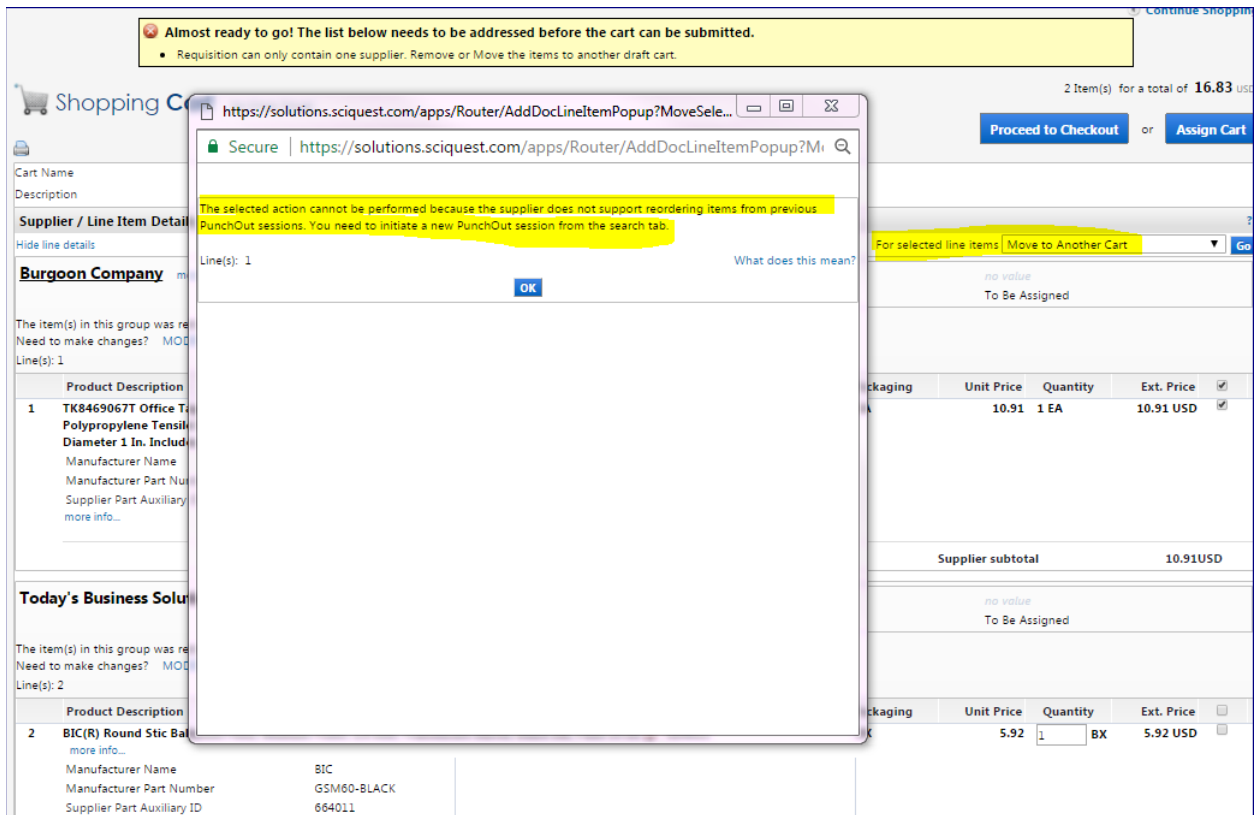 Continue Shopping
Almost ready to go! The list below needs to be addressed before the cart can be submitted.
• Requisition can only contain one supplier. Remove or Move the items to another draft cart.
Shopping
2 Item(s) for a total of 16.83 USD
Proceed to Checkout or Assign Cart
https://solutions.sciquest.com/apps/Router/AddDocLineItemPopup?MoveSele...
Secure | https://solutions.sciquest.com/apps/Router/AddDocLineItemPopup?M
The selected action cannot be performed because the supplier does not support reordering items from previous
PunchOut sessions. You need to initiate a new PunchOut session from the search tab.
Line(s): 1 What does this mean?
OK
Cart Name
Description
Supplier / Line Item Detail ?
Hide line details For selected line items Move to Another Cart Go
Burgoon Company
no value
To Be Assigned
The item(s) in this group was re
Need to make changes?
Line(s): 1
Product Description Unit Price Quantity Ext. Price
1 TK8469067T Office 10.91 1 EA 10.91 USD
Polypropylene
Diameter 1 In.
Manufacturer Name
Manufacturer Part
Supplier Part Auxiliary
more info...
Supplier subtotal 10.91USD
Today's Business
no value
To Be Assigned
The item(s) in this group was re
Need to make changes?
Line(s): 2
Product Description Unit Price Quantity Ext. Price
2 BIC(R) Round Stic 5.92 1 BX 5.92 USD
more info...
Manufacturer Name BIC
Manufacturer Part Number GSM60-BLACK
Supplier Part Auxiliary ID 664011